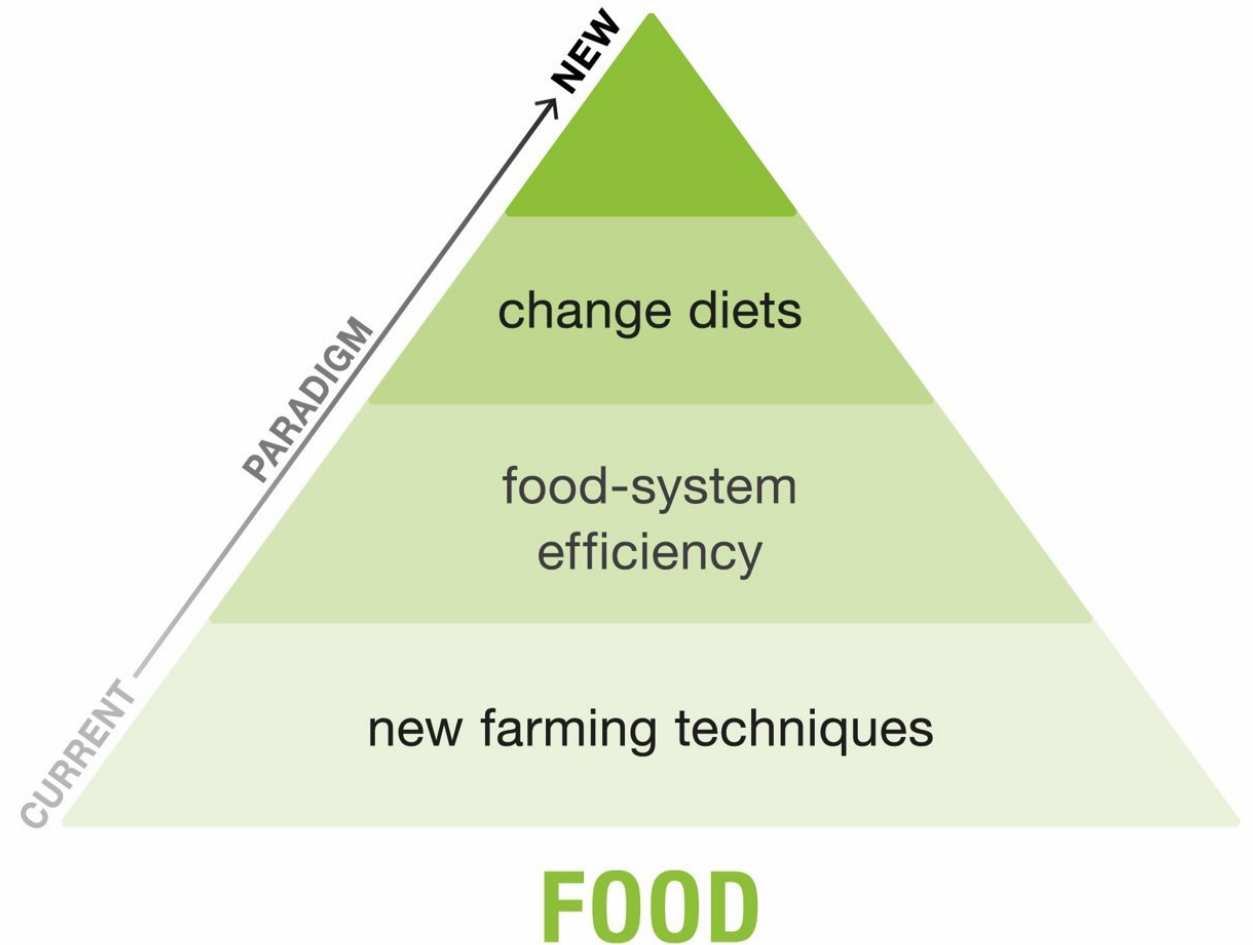 NEW
PARADIGM
CURRENT
change diets
food-system
efficiency
new farming techniques
FOOD